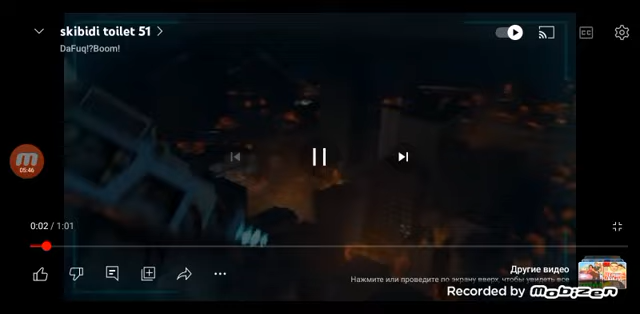 skibidi toilet 51
DaFuq!?Boom!
CC
m
05:46
0:02 / 1:01
Другие видео
Нажмите или проведите по экрану вверх, чтобы увидеть все
Recorded by Mobizen